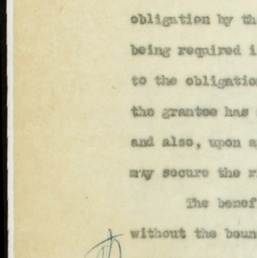 obligation by th
being required i
to the obligatio
the grantee has
and also, upon a
may secure the r
The benef
without the boun